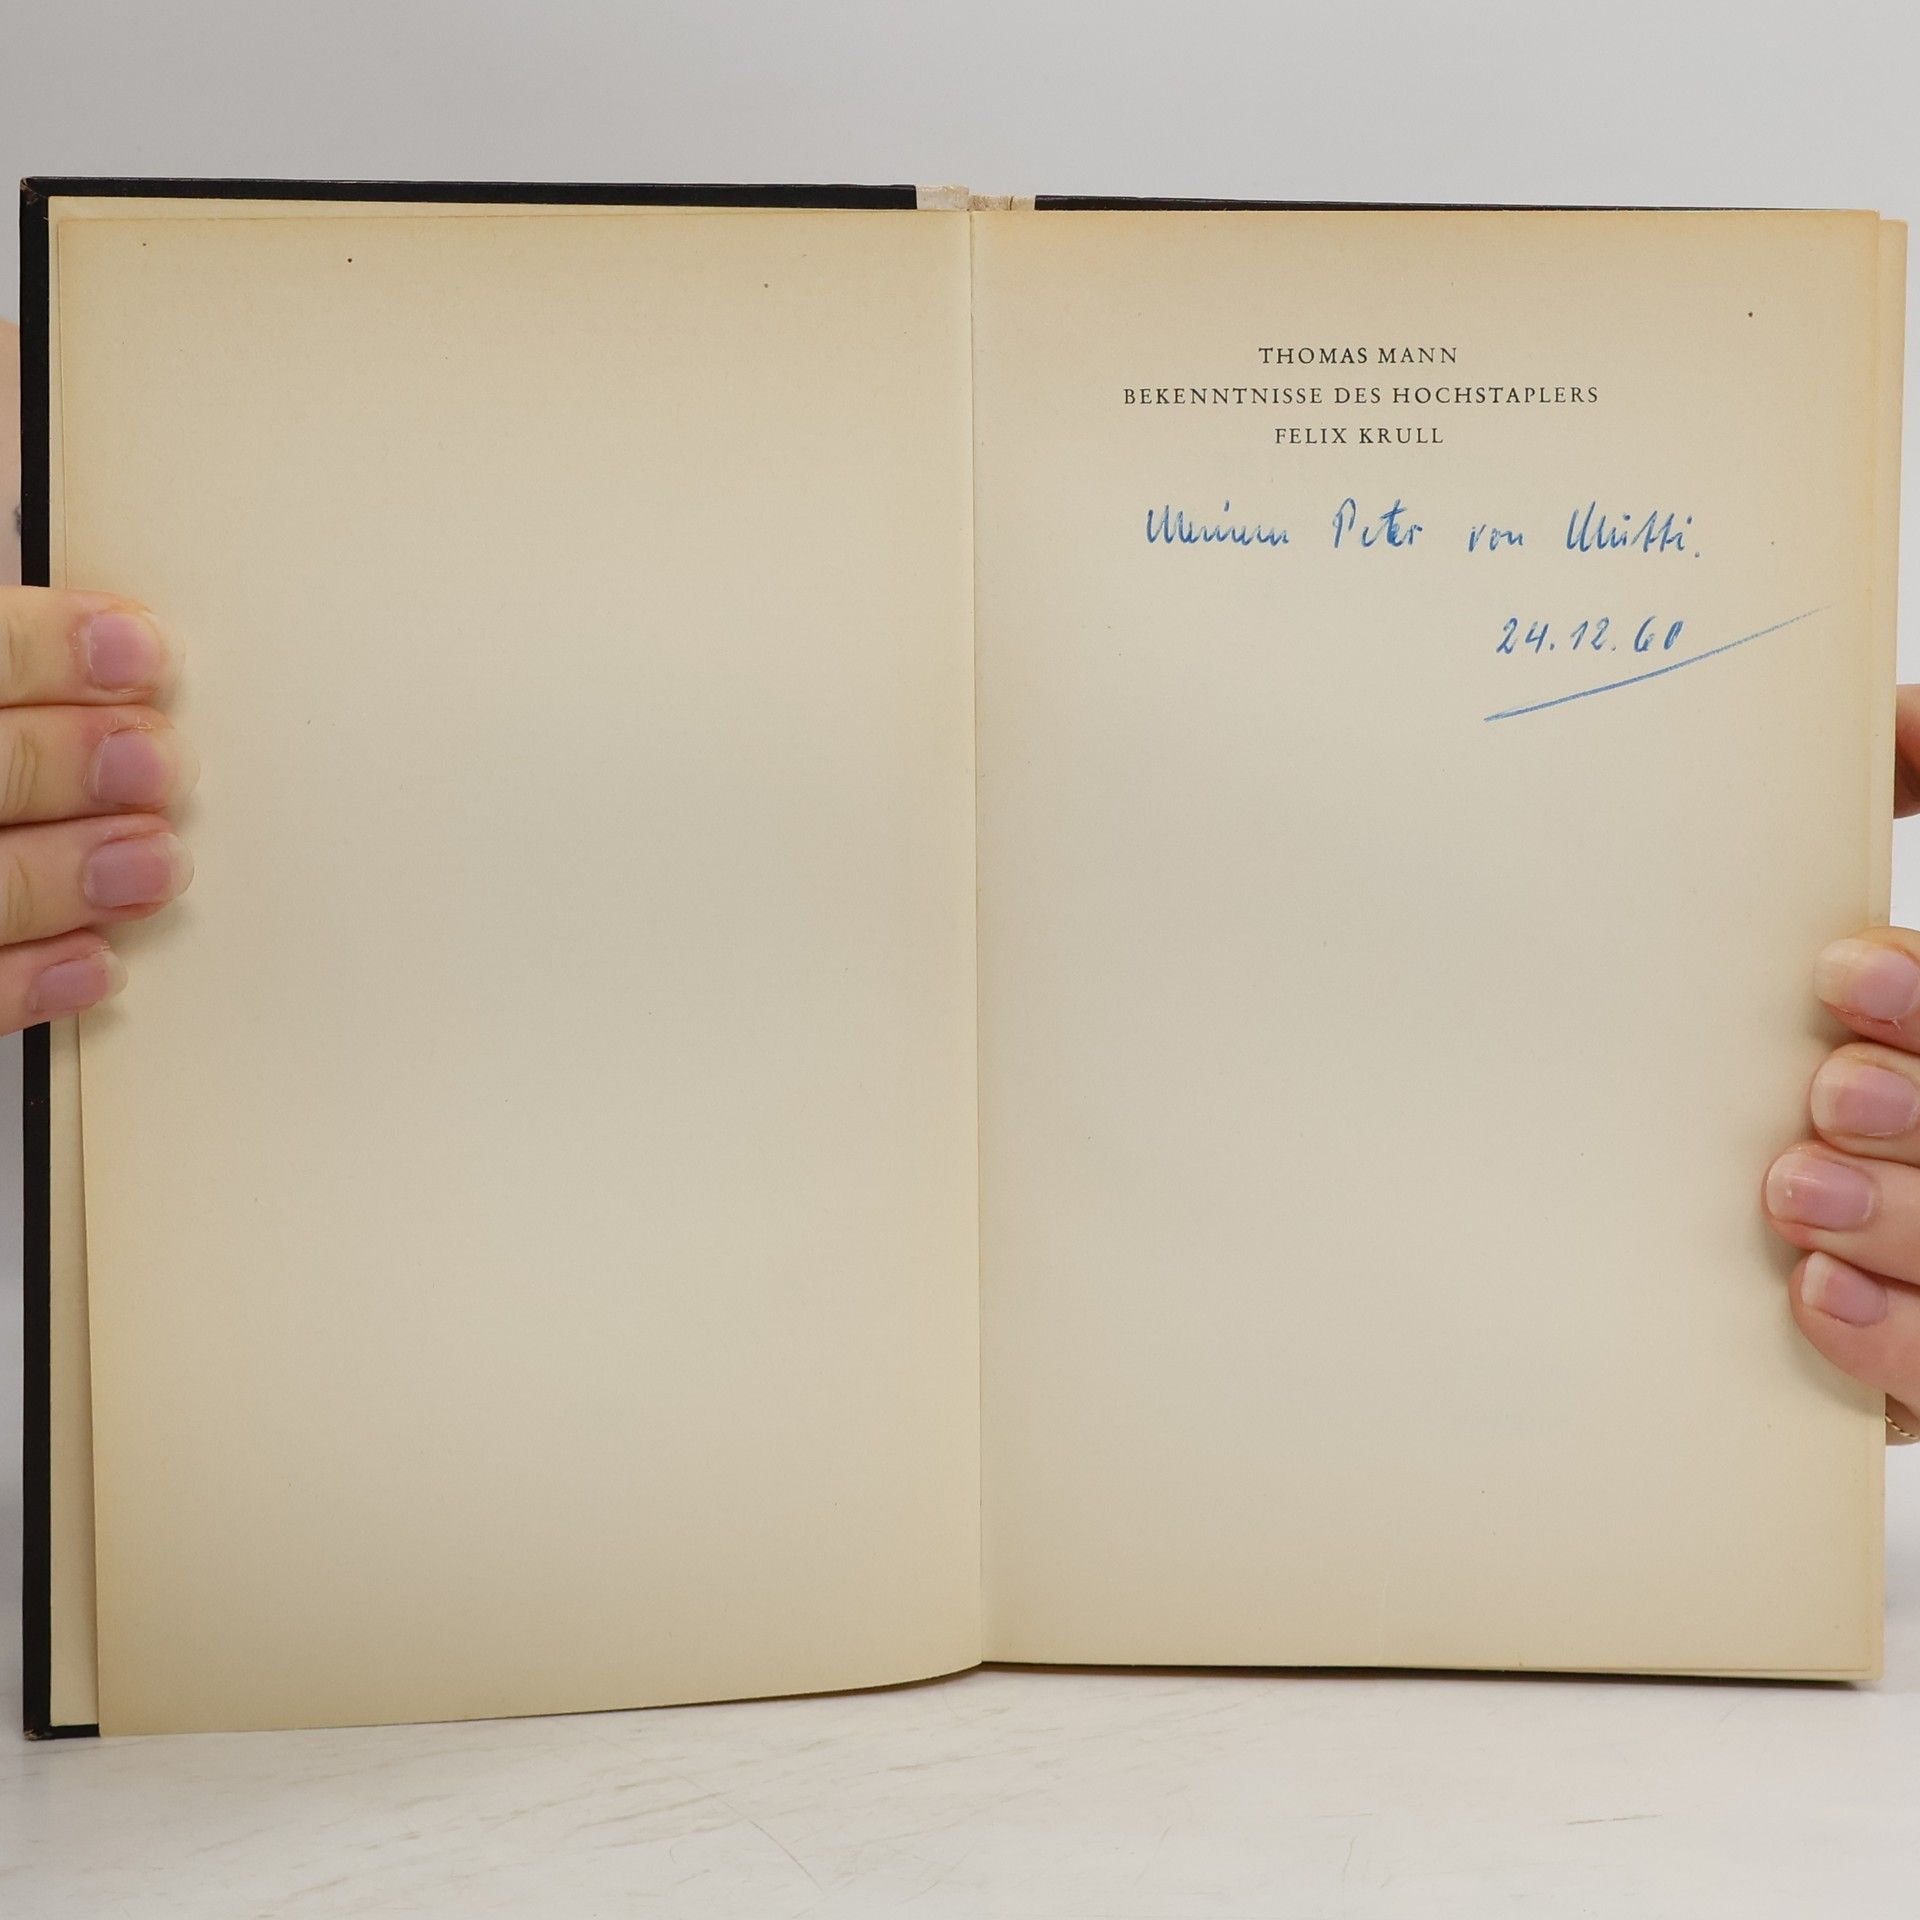 THOMAS MANN
BEKENNTNISSE DES HOCHSTAPLERS
FELIX KRULL
Meinem Peter von Mutti.
24.12.60